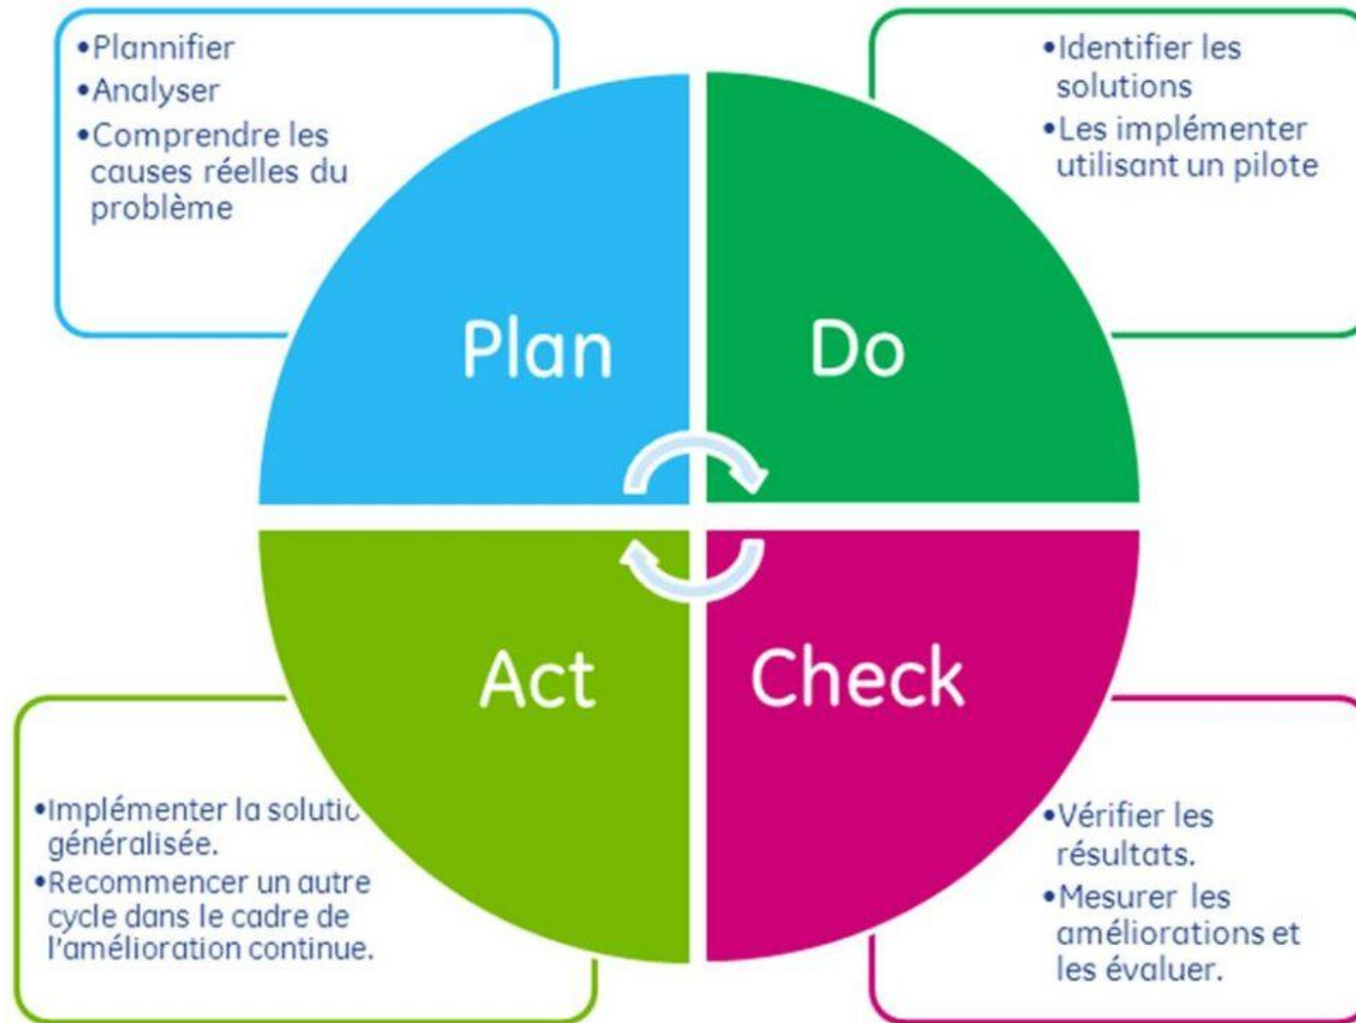 •Plannifier
•Analyser
•Comprendre les
causes réelles du
problème
•Identifier les
solutions
•Les implémenter
utilisant un pilote
Plan
Do
Act
Check
•Implémenter la
généralisée.
•Recommencer un autre
cycle dans le cadre de
l'amélioration continue.
•Vérifier les
résultats.
•Mesurer les
améliorations et
les évaluer.